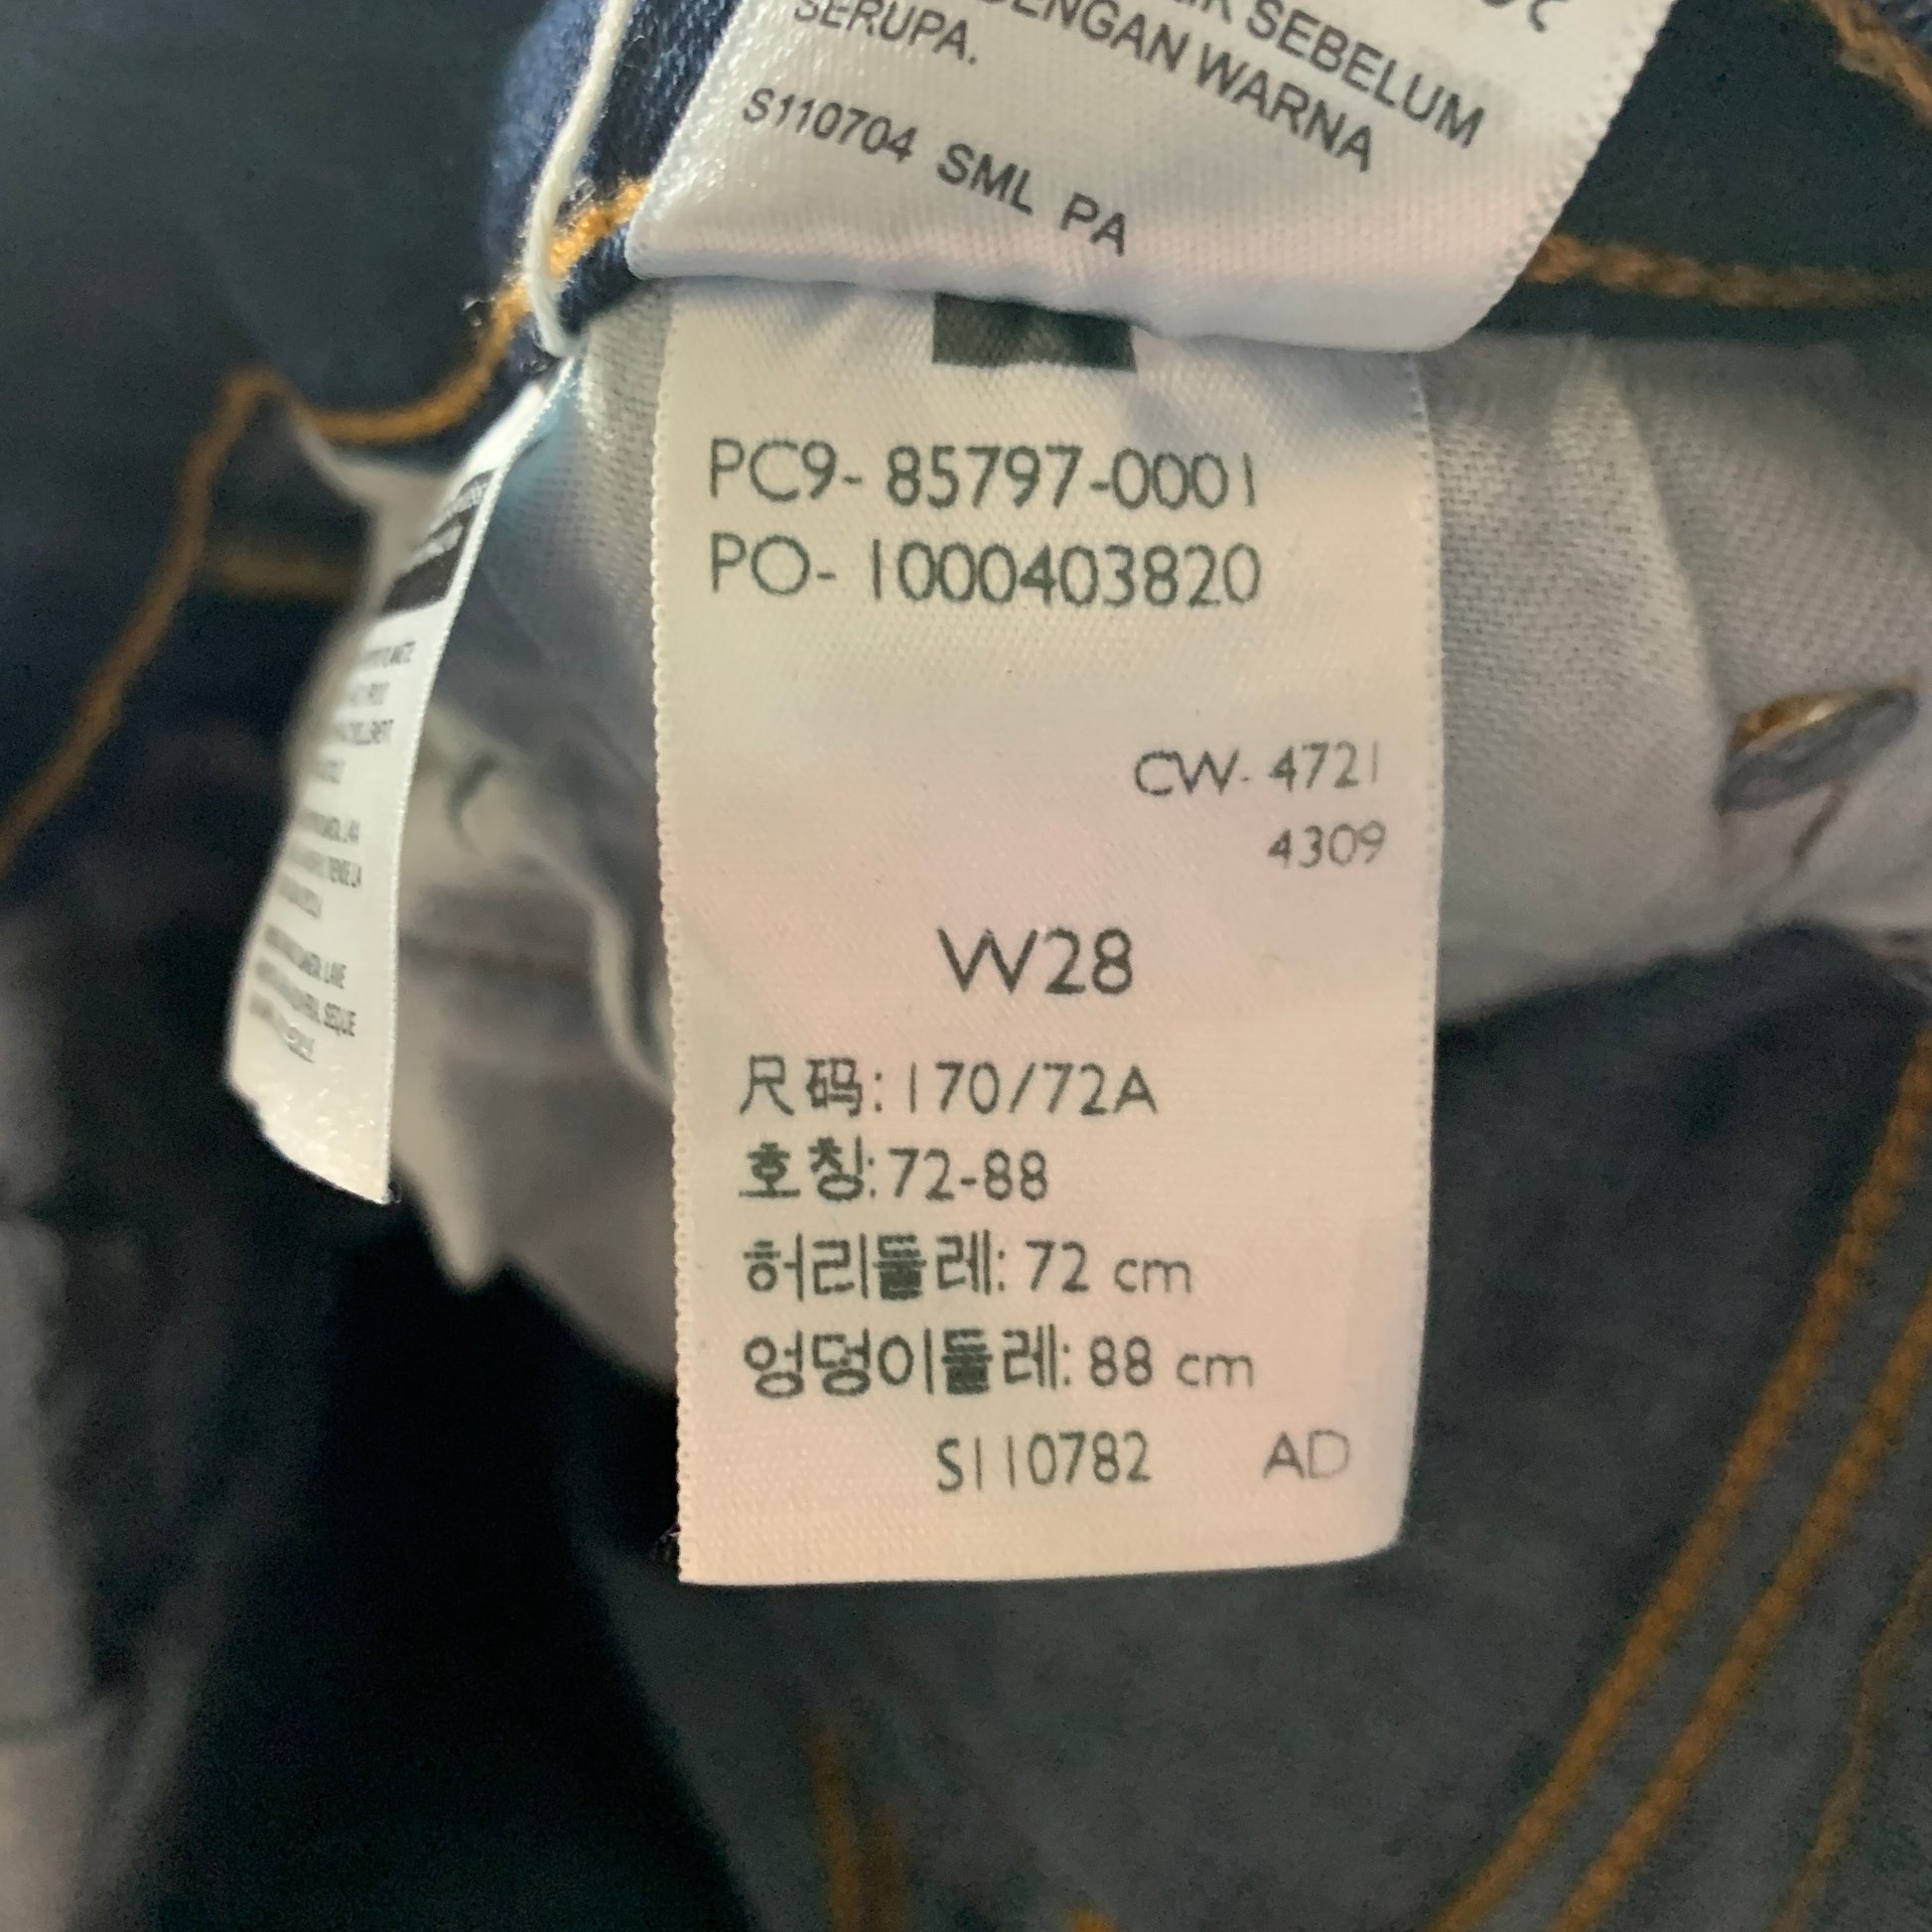 SEBELUM
DENGAN WARNA
SERUPA.
S110704 SML PA
PC9- 85797-0001
PO- 1000403820
CW- 4721
4309
W28
尺码: 170/72A
호칭: 72-88
허리둘레: 72 cm
엉덩이둘레: 88 cm
S110782 AD